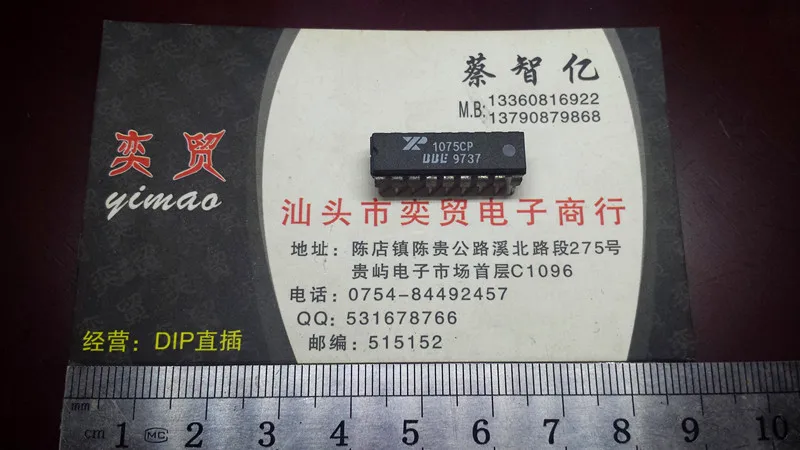 蔡智亿
M.B: 13360816922
13790879868
XR 1075CP
BBE 9737
奕贸
yimao
汕头市奕贸电子商行
地址: 陈店镇陈贵公路溪北路段275号
贵屿电子市场首层C1096
电话: 0754-84492457
QQ: 531678766
邮编: 515152
经营: DIP直插
mm
cm 1 MC 2 3 4 5 6 7 8 9 10